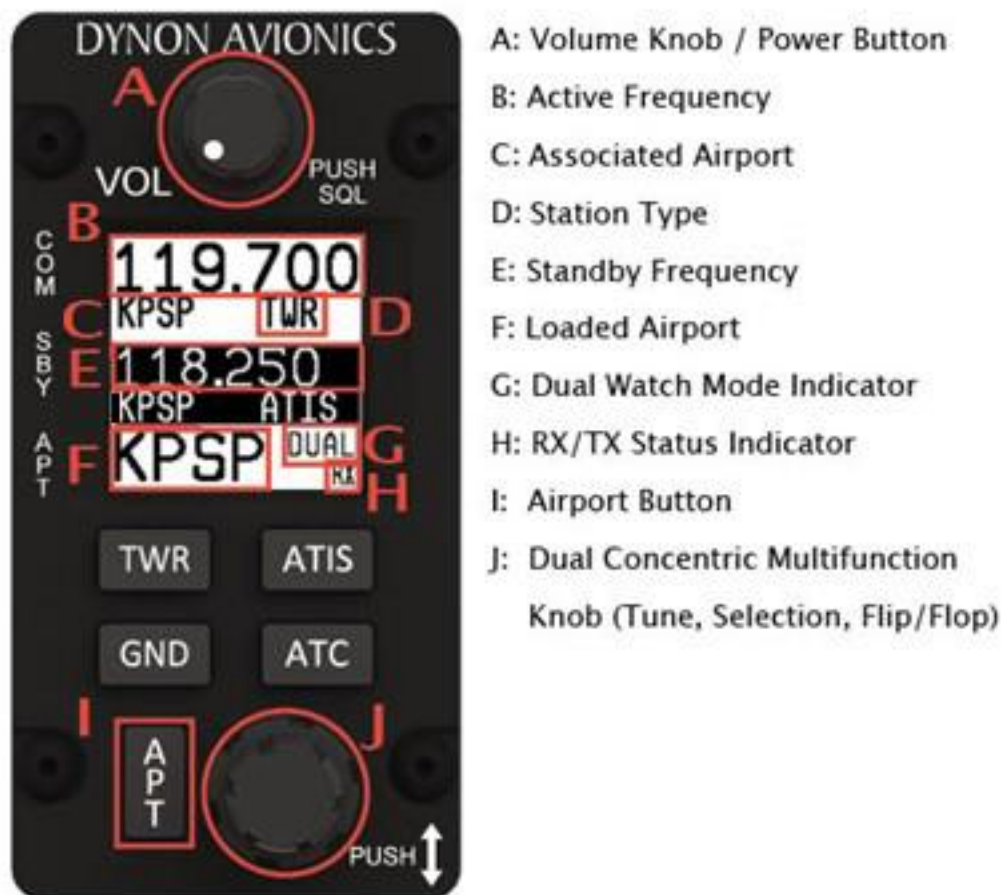 DYNON AVIONICS
A
VOL
PUSH
SQL
B
COM
119.700
C
KPSP TWR
D
SBY
E
118.250
KPSP ATIS
APT
F
KPSP
DUAL
G
RX
H
TWR ATIS
GND ATC
I
APT
J
PUSH
A: Volume Knob / Power Button
B: Active Frequency
C: Associated Airport
D: Station Type
E: Standby Frequency
F: Loaded Airport
G: Dual Watch Mode Indicator
H: RX/TX Status Indicator
I: Airport Button
J: Dual Concentric Multifunction
Knob (Tune, Selection, Flip/Flop)